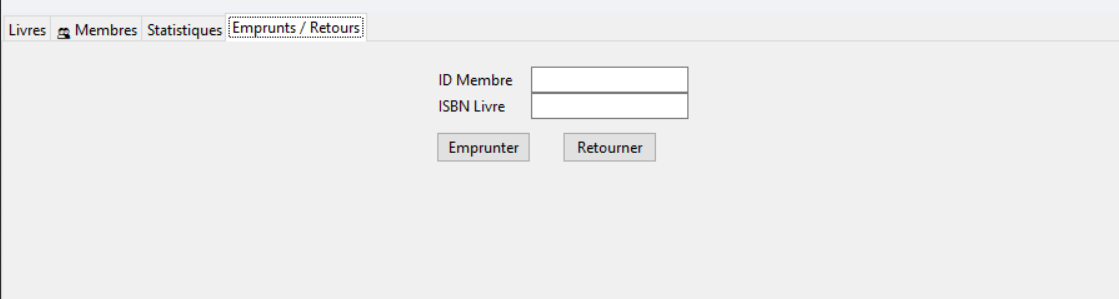 Livres Membres Statistiques Emprunts / Retours
ID Membre
ISBN Livre
Emprunter Retourner